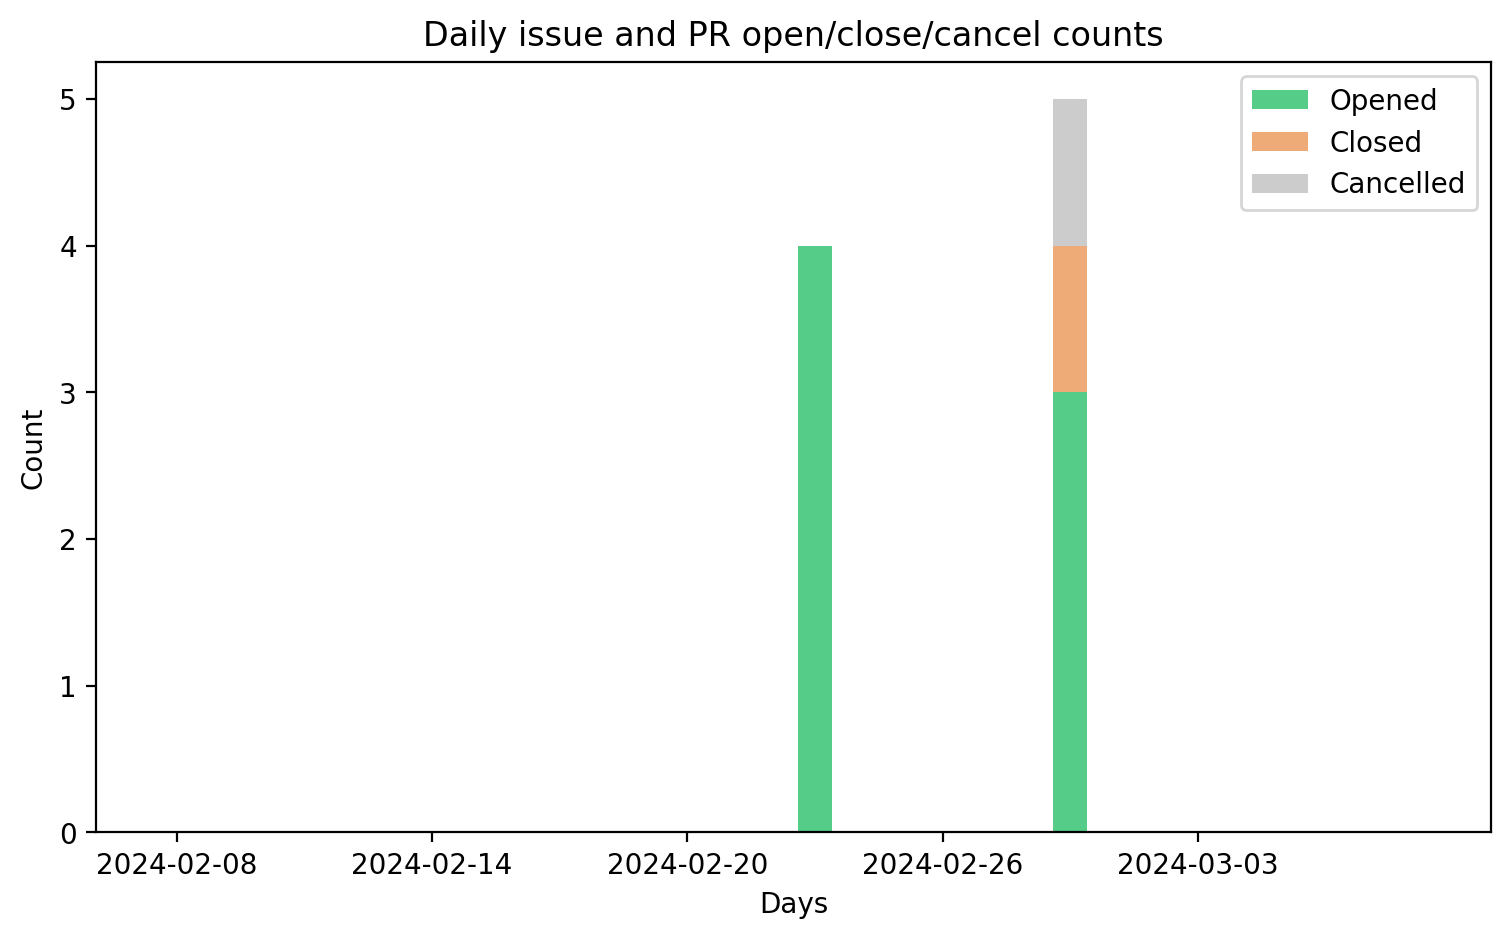 Daily issue and PR open/close/cancel counts
5
4
3
2
1
0
Count
Opened
Closed
Cancelled
2024-02-08
2024-02-14
2024-02-20
2024-02-26
2024-03-03
Days